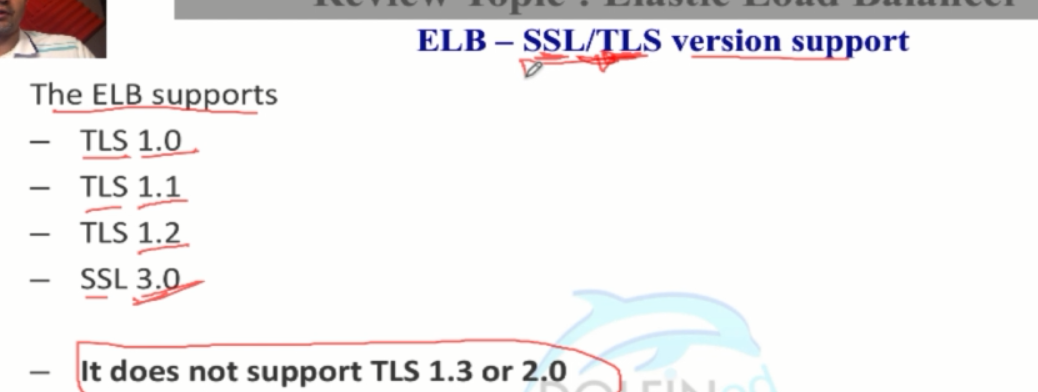 Review Topic : Elastic Load Balancer
ELB – SSL/TLS version support
The ELB supports
– TLS 1.0
– TLS 1.1
– TLS 1.2
– SSL 3.0
– It does not support TLS 1.3 or 2.0
DOLFINed